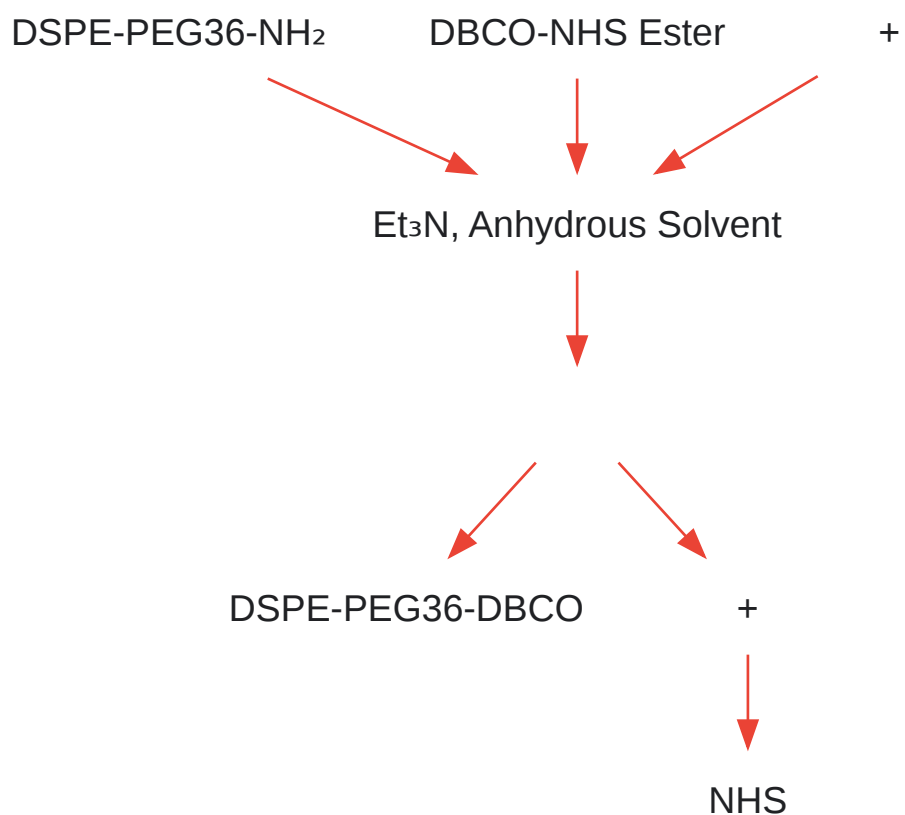 DSPE-PEG36-NH₂ DBCO-NHS Ester +
Et₃N, Anhydrous Solvent
DSPE-PEG36-DBCO +
NHS